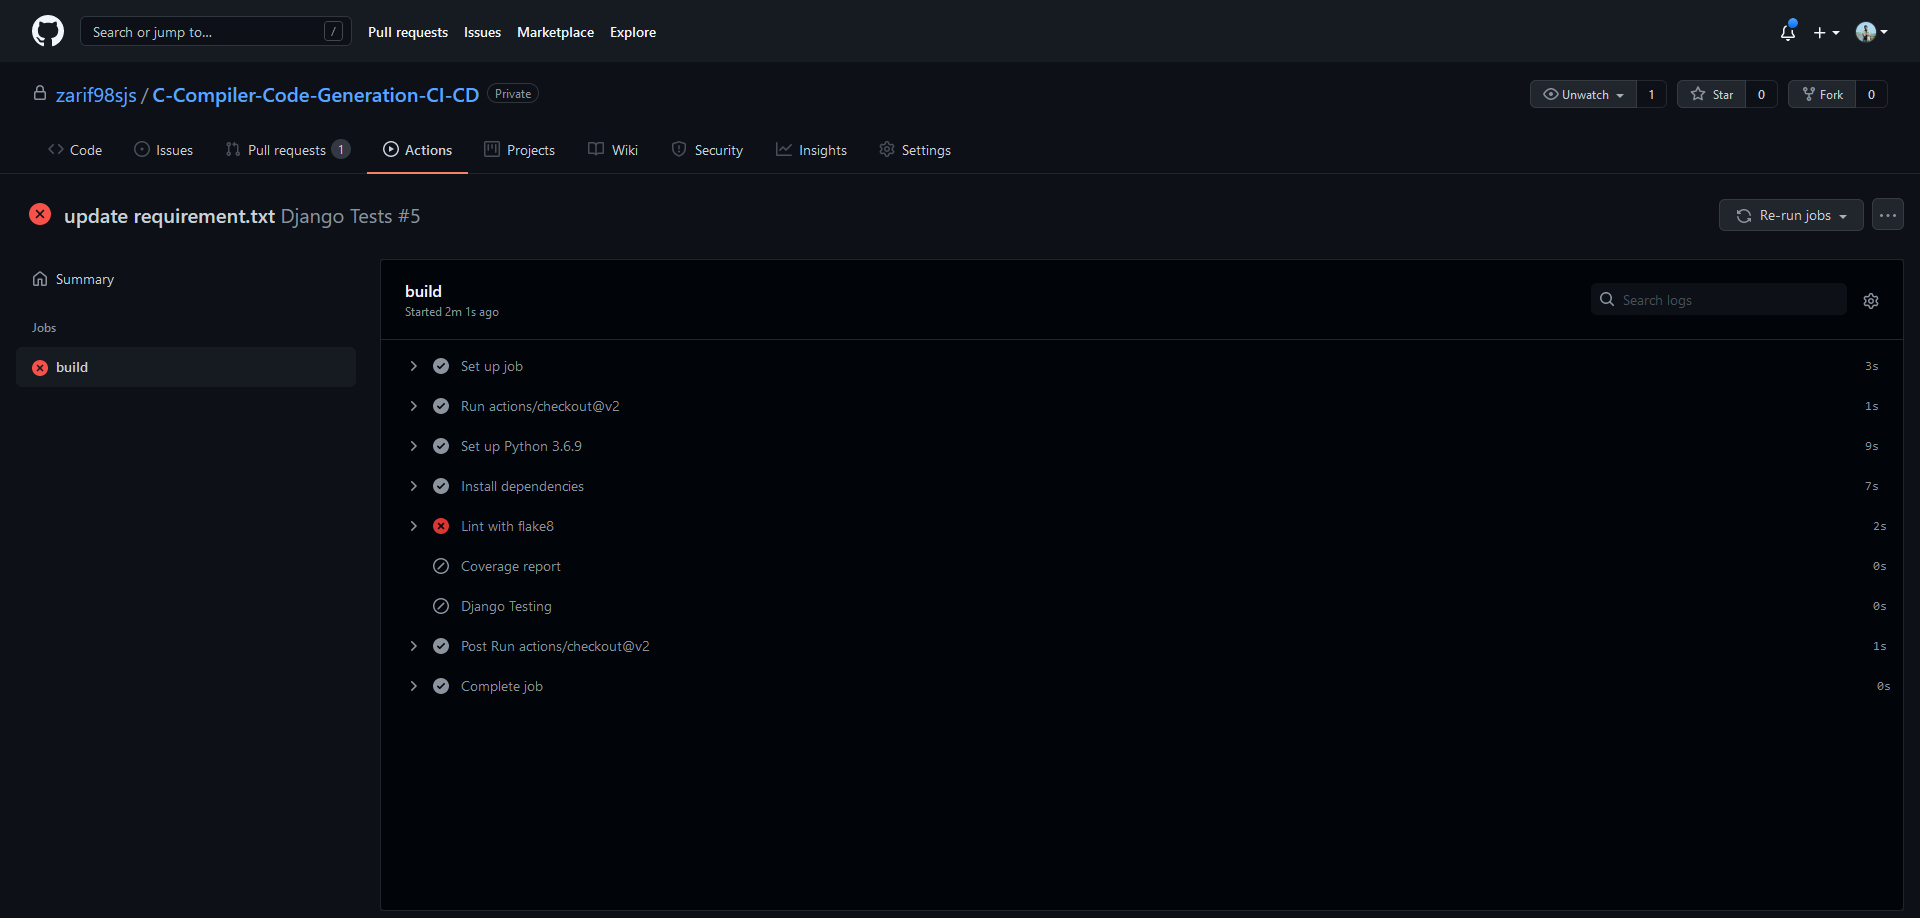 Search or jump to... / Pull requests Issues Marketplace Explore
zarif98sjs / C-Compiler-Code-Generation-CI-CD Private Unwatch 1 Star 0 Fork 0
Code Issues Pull requests 1 Actions Projects Wiki Security Insights Settings
update requirement.txt Django Tests #5 Re-run jobs
Summary
Jobs
build
build
Started 2m 1s ago
Search logs
Set up job 3s
Run actions/checkout@v2 1s
Set up Python 3.6.9 9s
Install dependencies 7s
Lint with flake8 2s
Coverage report 0s
Django Testing 0s
Post Run actions/checkout@v2 1s
Complete job 0s